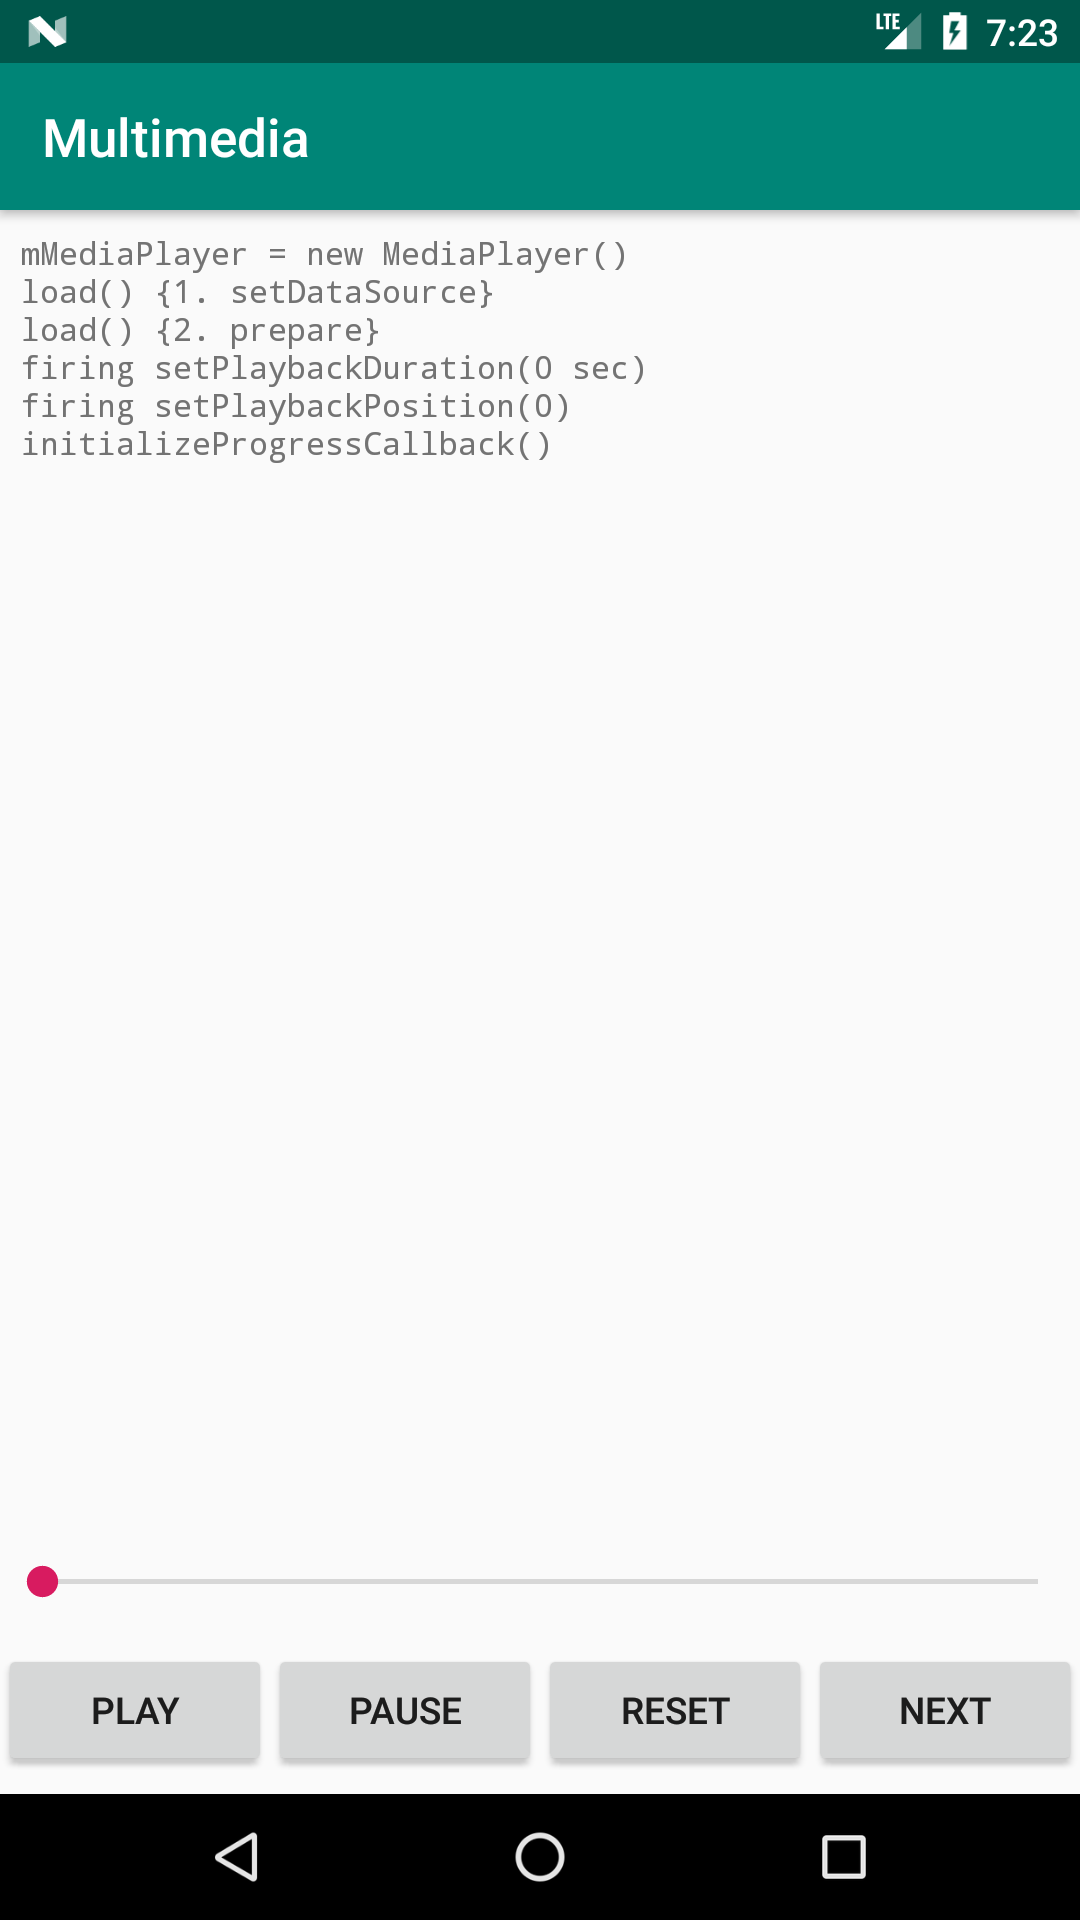 LTE 7:23
Multimedia
mMediaPlayer = new MediaPlayer()
load() {1. setDataSource}
load() {2. prepare}
firing setPlaybackDuration(0 sec)
firing setPlaybackPosition(0)
initializeProgressCallback()
PLAY PAUSE RESET NEXT